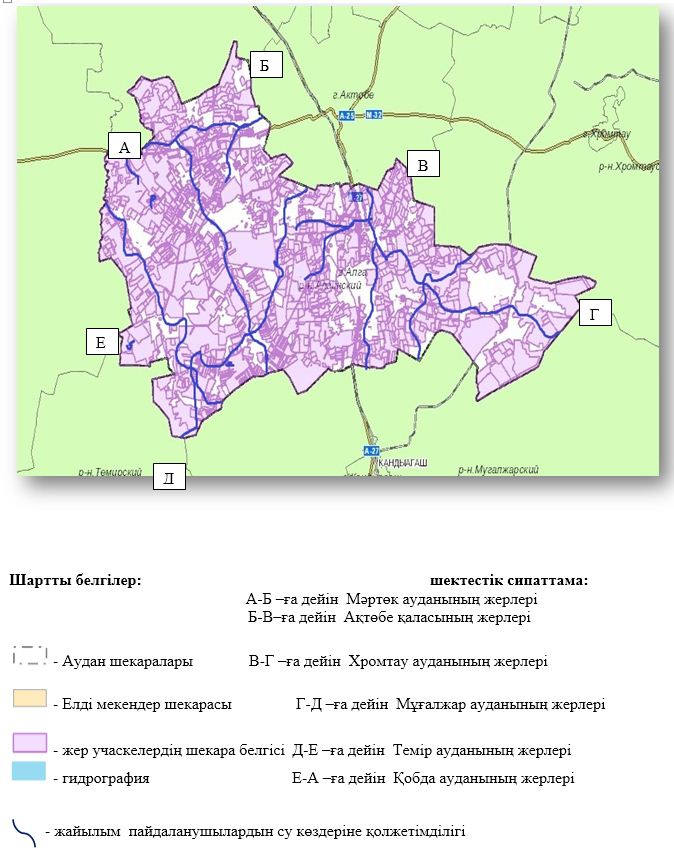 Б
г.Актобе
А-25 М-32
г.Хромтау
А
В
р-н.Хромтаус
А-27
г.Алга
р-н.Алгинский
Г
Е
А-27
КАНДЫАГАШ
р-н.Темирский
р-н.Мугалжарский
Д
Шартты белгілер: шектестік сипаттама:
А-Б –ға дейін Мәртөк ауданының жерлері
Б-В–ға дейін Ақтөбе қаласының жерлері
- Аудан шекаралары В-Г –ға дейін Хромтау ауданының жерлері
- Елді мекендер шекарасы Г-Д –ға дейін Мұғалжар ауданының жерлері
- жер учаскелердің шекара белгісі Д-Е –ға дейін Темір ауданының жерлері
- гидрография Е-А –ға дейін Қобда ауданының жерлері
- жайылым пайдаланушылардын су көздеріне қолжетімділігі